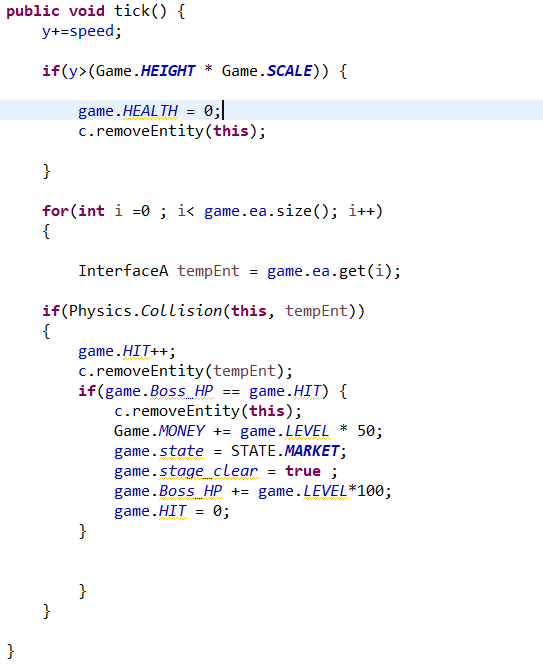 public void tick() {
    y+=speed;
    if(y>(Game.HEIGHT * Game.SCALE)) {
        game.HEALTH = 0;
        c.removeEntity(this);
    }
    for(int i =0 ; i< game.ea.size(); i++)
    {
        InterfaceA tempEnt = game.ea.get(i);
    if(Physics.Collision(this, tempEnt))
    {
        game.HIT++;
        c.removeEntity(tempEnt);
        if(game.Boss_HP == game.HIT) {
            c.removeEntity(this);
            Game.MONEY += game.LEVEL * 50;
            game.state = STATE.MARKET;
            game.stage_clear = true ;
            game.Boss_HP += game.LEVEL*100;
            game.HIT = 0;
        }
        }
    }
}